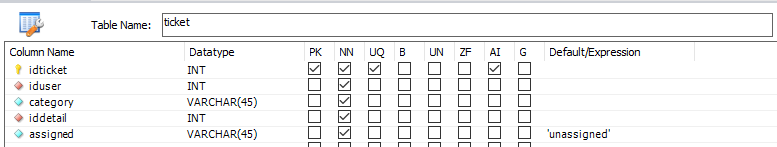 Table Name: ticket
Column Name Datatype PK NN UQ B UN ZF AI G Default/Expression
idticket INT
iduser INT
category VARCHAR(45)
iddetail INT
assigned VARCHAR(45) 'unassigned'